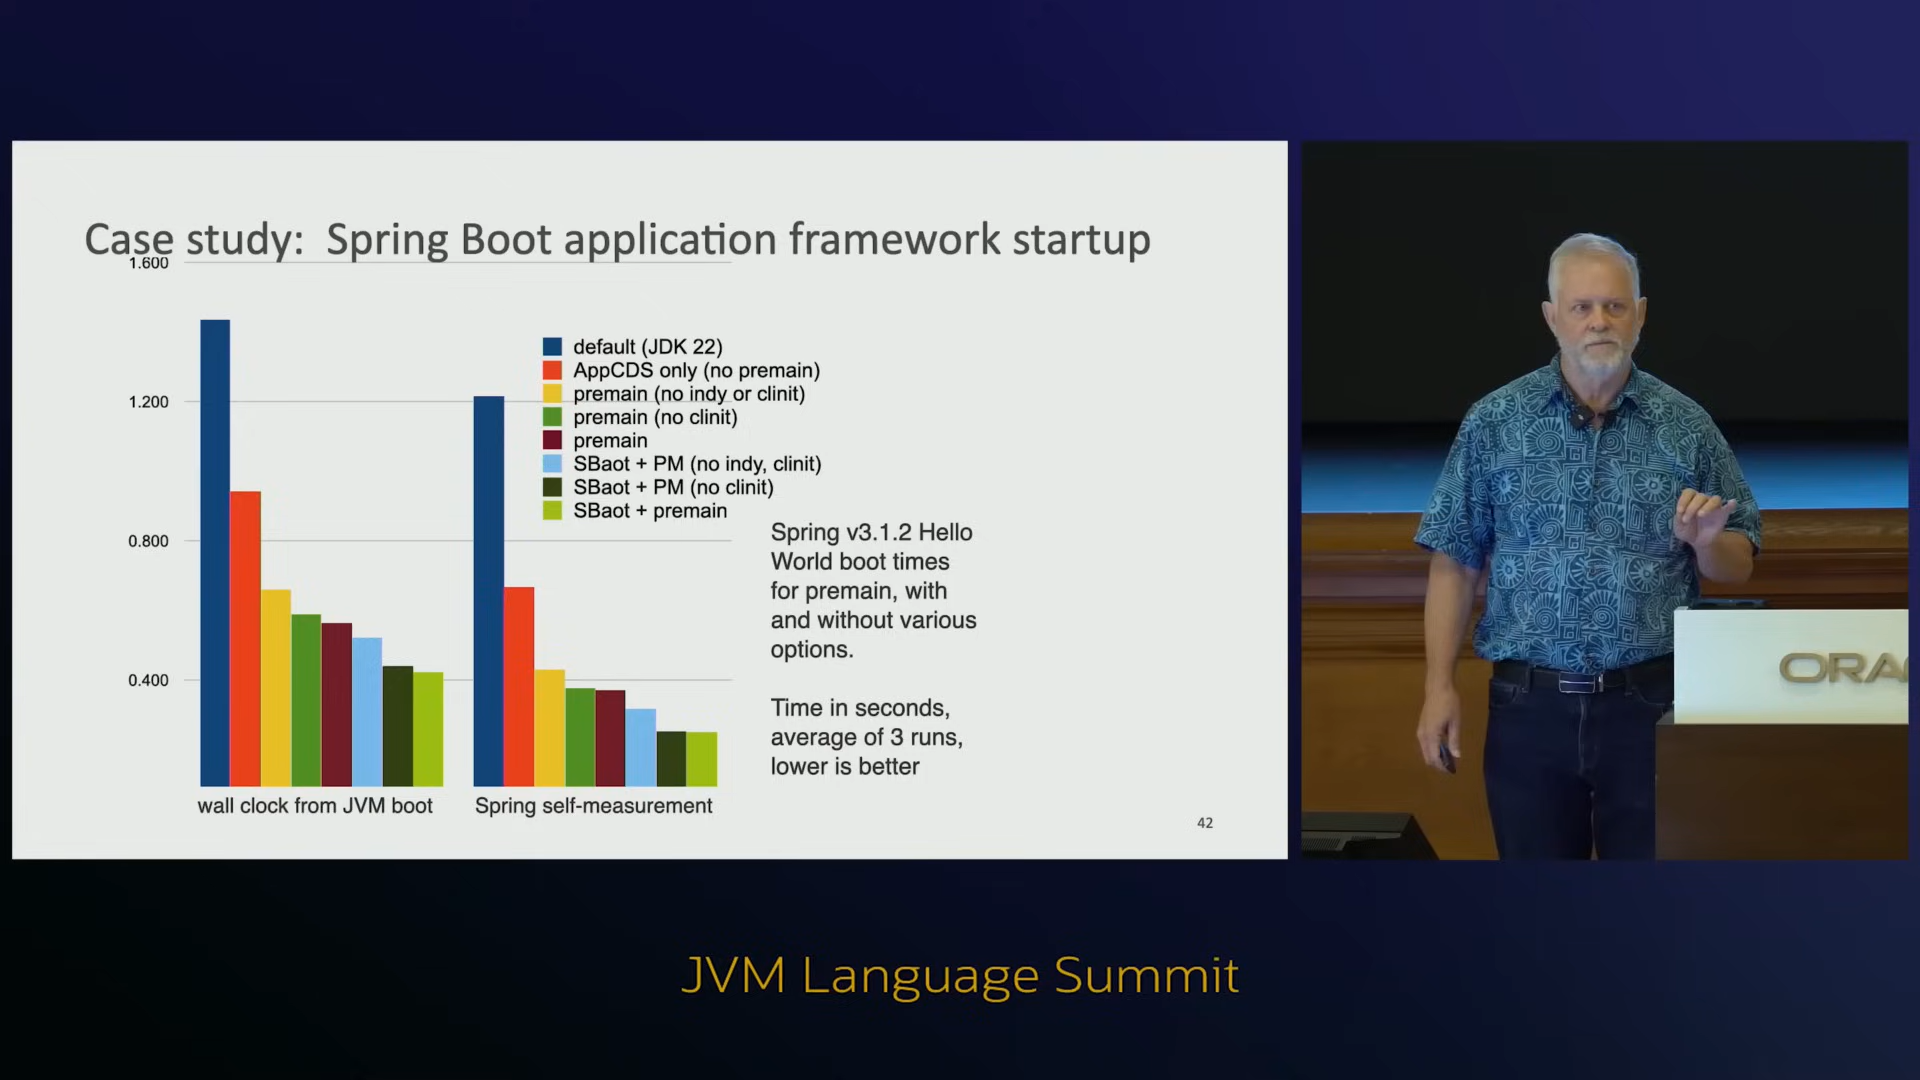 Case study: Spring Boot application framework startup
1.600
1.200
0.800
0.400
default (JDK 22)
AppCDS only (no premain)
premain (no indy or clinit)
premain (no clinit)
premain
SBaot + PM (no indy, clinit)
SBaot + PM (no clinit)
SBaot + premain
Spring v3.1.2 Hello
World boot times
for premain, with
and without various
options.
Time in seconds,
average of 3 runs,
lower is better
wall clock from JVM boot
Spring self-measurement
42
ORA
JVM Language Summit